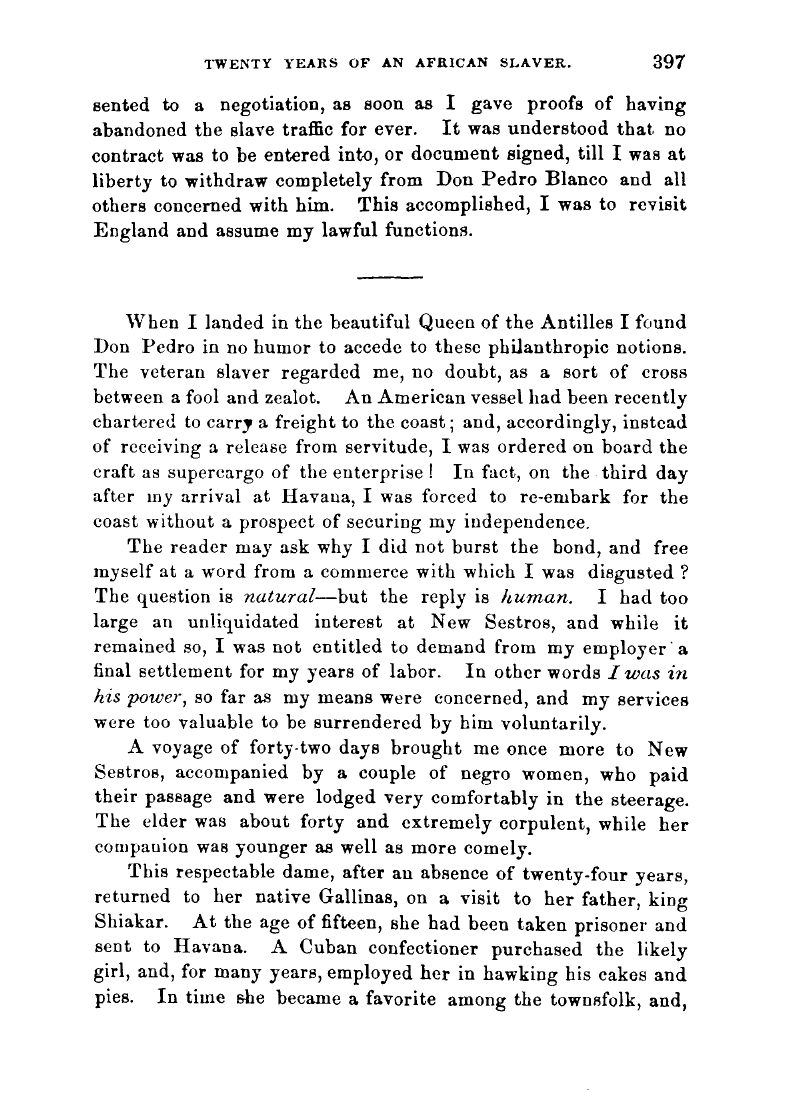 TWENTY YEARS OF AN AFRICAN SLAVER. 397
sented to a negotiation, as soon as I gave proofs of having
abandoned the slave traffic for ever. It was understood that no
contract was to be entered into, or document signed, till I was at
liberty to withdraw completely from Don Pedro Blanco and all
others concerned with him. This accomplished, I was to revisit
England and assume my lawful functions.
When I landed in the beautiful Queen of the Antilles I found
Don Pedro in no humor to accede to these philanthropic notions.
The veteran slaver regarded me, no doubt, as a sort of cross
between a fool and zealot. An American vessel had been recently
chartered to carry a freight to the coast; and, accordingly, instead
of receiving a release from servitude, I was ordered on board the
craft as supercargo of the enterprise! In fact, on the third day
after my arrival at Havana, I was forced to re-embark for the
coast without a prospect of securing my independence.
The reader may ask why I did not burst the bond, and free
myself at a word from a commerce with which I was disgusted?
The question is natural—but the reply is human. I had too
large an unliquidated interest at New Sestros, and while it
remained so, I was not entitled to demand from my employer a
final settlement for my years of labor. In other words I was in
his power, so far as my means were concerned, and my services
were too valuable to be surrendered by him voluntarily.
A voyage of forty-two days brought me once more to New
Sestros, accompanied by a couple of negro women, who paid
their passage and were lodged very comfortably in the steerage.
The elder was about forty and extremely corpulent, while her
companion was younger as well as more comely.
This respectable dame, after an absence of twenty-four years,
returned to her native Gallinas, on a visit to her father, king
Shiakar. At the age of fifteen, she had been taken prisoner and
sent to Havana. A Cuban confectioner purchased the likely
girl, and, for many years, employed her in hawking his cakes and
pies. In time she became a favorite among the townsfolk, and,